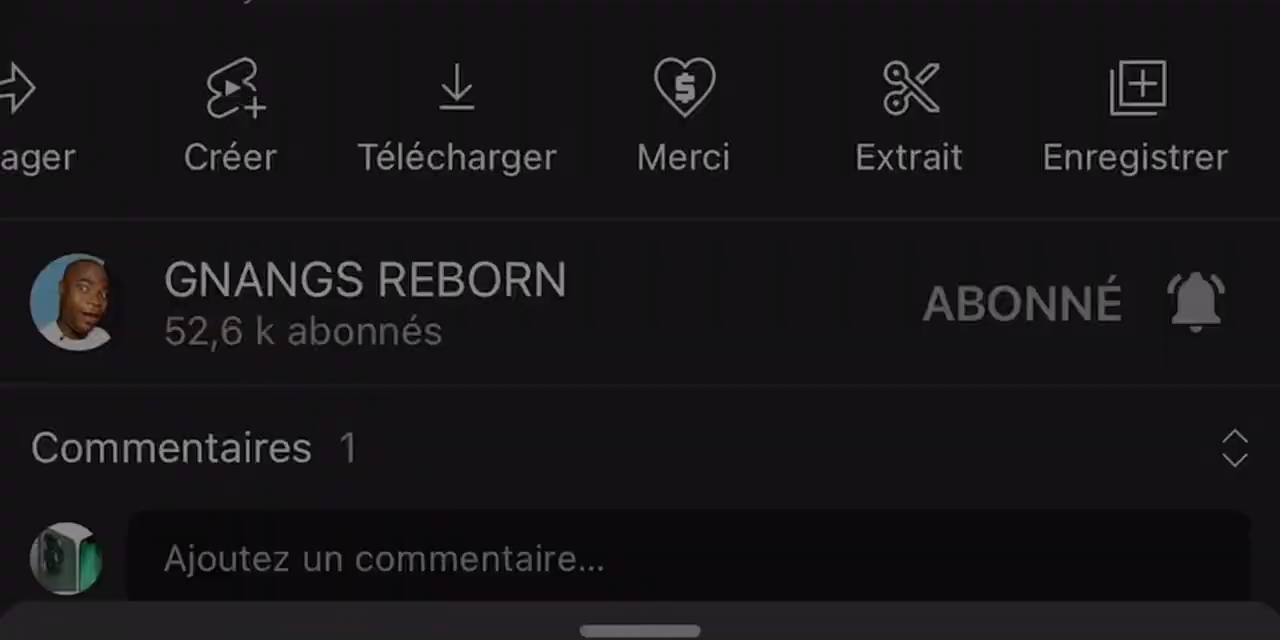 ager Créer Télécharger Merci Extrait Enregistrer
GNANGS REBORN
52,6 k abonnés
ABONNÉ
Commentaires 1
Ajoutez un commentaire...